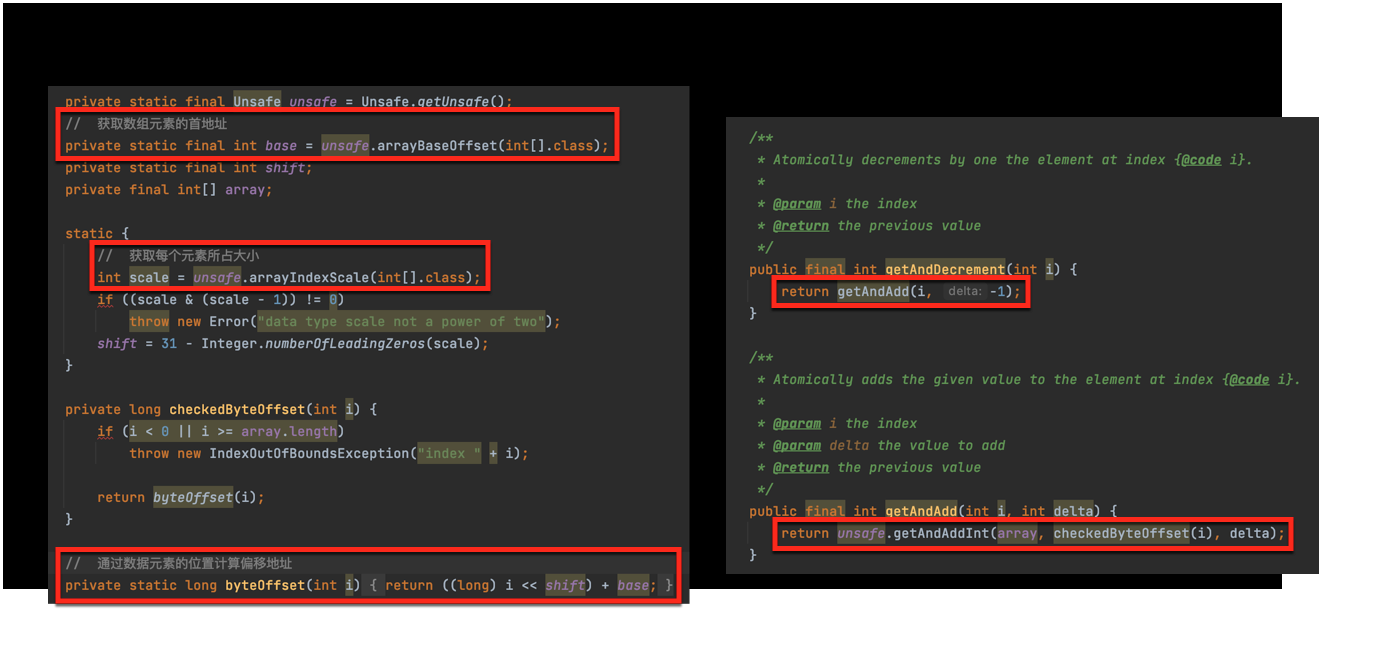 private static final Unsafe unsafe = Unsafe.getUnsafe();
// 获取数组元素的首地址
private static final int base = unsafe.arrayBaseOffset(int[].class);
private static final int shift;
private final int[] array;
static {
// 获取每个元素所占大小
int scale = unsafe.arrayIndexScale(int[].class);
if ((scale & (scale - 1)) != 0)
throw new Error("data type scale not a power of two");
shift = 31 - Integer.numberOfLeadingZeros(scale);
}
private long checkedByteOffset(int i) {
if (i < 0 || i >= array.length)
throw new IndexOutOfBoundsException("index " + i);
return byteOffset(i);
}
// 通过数据元素的位置计算偏移地址
private static long byteOffset(int i) { return ((long) i << shift) + base; }
/**
* Atomically decrements by one the element at index {@code i}.
*
* @param i the index
* @return the previous value
*/
public final int getAndDecrement(int i) {
return getAndAdd(i, delta: -1);
}
/**
* Atomically adds the given value to the element at index {@code i}.
*
* @param i the index
* @param delta the value to add
* @return the previous value
*/
public final int getAndAdd(int i, int delta) {
return unsafe.getAndAddInt(array, checkedByteOffset(i), delta);
}